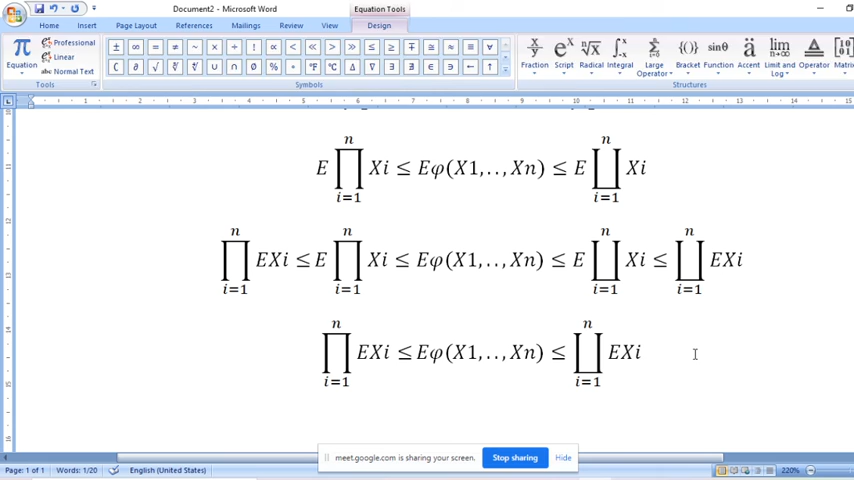 Document2 - Microsoft Word
Equation Tools
Home Insert Page Layout References Mailings Review View Design
π Equation
Professional
Linear
abc Normal Text
Tools
± ∞ = ≠ ~ × ÷ ! ∝ < ≪ > ≫ ≤ ≥ ∓ ≅ ≈ ≡ ∀
∁ ∂ √ ∛ ∜ ∪ ∩ ∅ % ° ℉ ℃ ∆ ∇ ∃ ∄ ∈ ∋ ←
Symbols
Fraction Script Radical Integral Large Operator Bracket Function Accent Limit and Log Operator Matrix
Structures
E ∏_{i=1}^{n} Xi ≤ Eφ(X1,..,Xn) ≤ E ∐_{i=1}^{n} Xi
∏_{i=1}^{n} EXi ≤ E ∏_{i=1}^{n} Xi ≤ Eφ(X1,..,Xn) ≤ E ∐_{i=1}^{n} Xi ≤ ∐_{i=1}^{n} EXi
∏_{i=1}^{n} EXi ≤ Eφ(X1,..,Xn) ≤ ∐_{i=1}^{n} EXi
meet.google.com is sharing your screen. Stop sharing Hide
Page: 1 of 1 Words: 1/20 English (United States) 220%